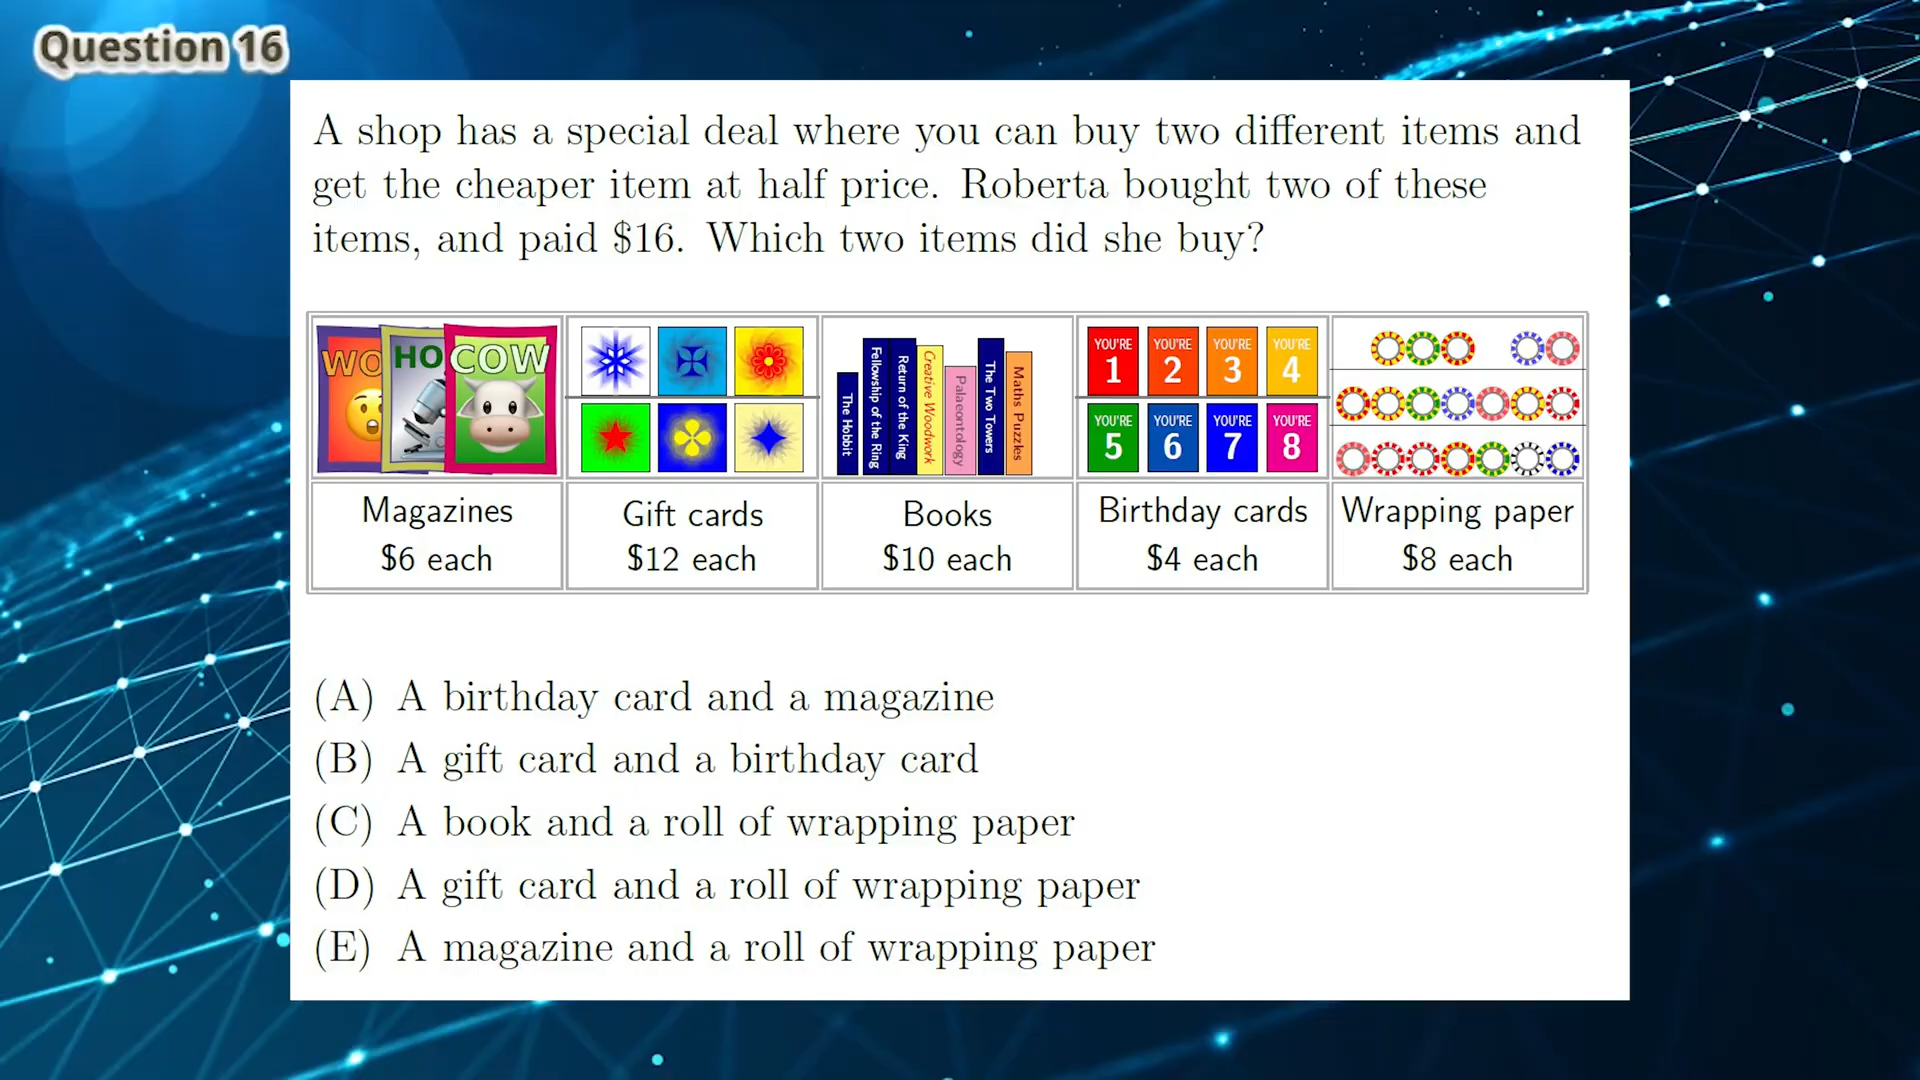 Question 16
A shop has a special deal where you can buy two different items and
get the cheaper item at half price. Roberta bought two of these
items, and paid $16. Which two items did she buy?
WO HO COW
The Hobbit
Fellowship of the Ring
Return of the King
Creative Woodwork
Palaeontology
The Two Towers
Maths Puzzles
YOU'RE 1 YOU'RE 2 YOU'RE 3 YOU'RE 4
YOU'RE 5 YOU'RE 6 YOU'RE 7 YOU'RE 8
Magazines Gift cards Books Birthday cards Wrapping paper
$6 each $12 each $10 each $4 each $8 each
(A) A birthday card and a magazine
(B) A gift card and a birthday card
(C) A book and a roll of wrapping paper
(D) A gift card and a roll of wrapping paper
(E) A magazine and a roll of wrapping paper